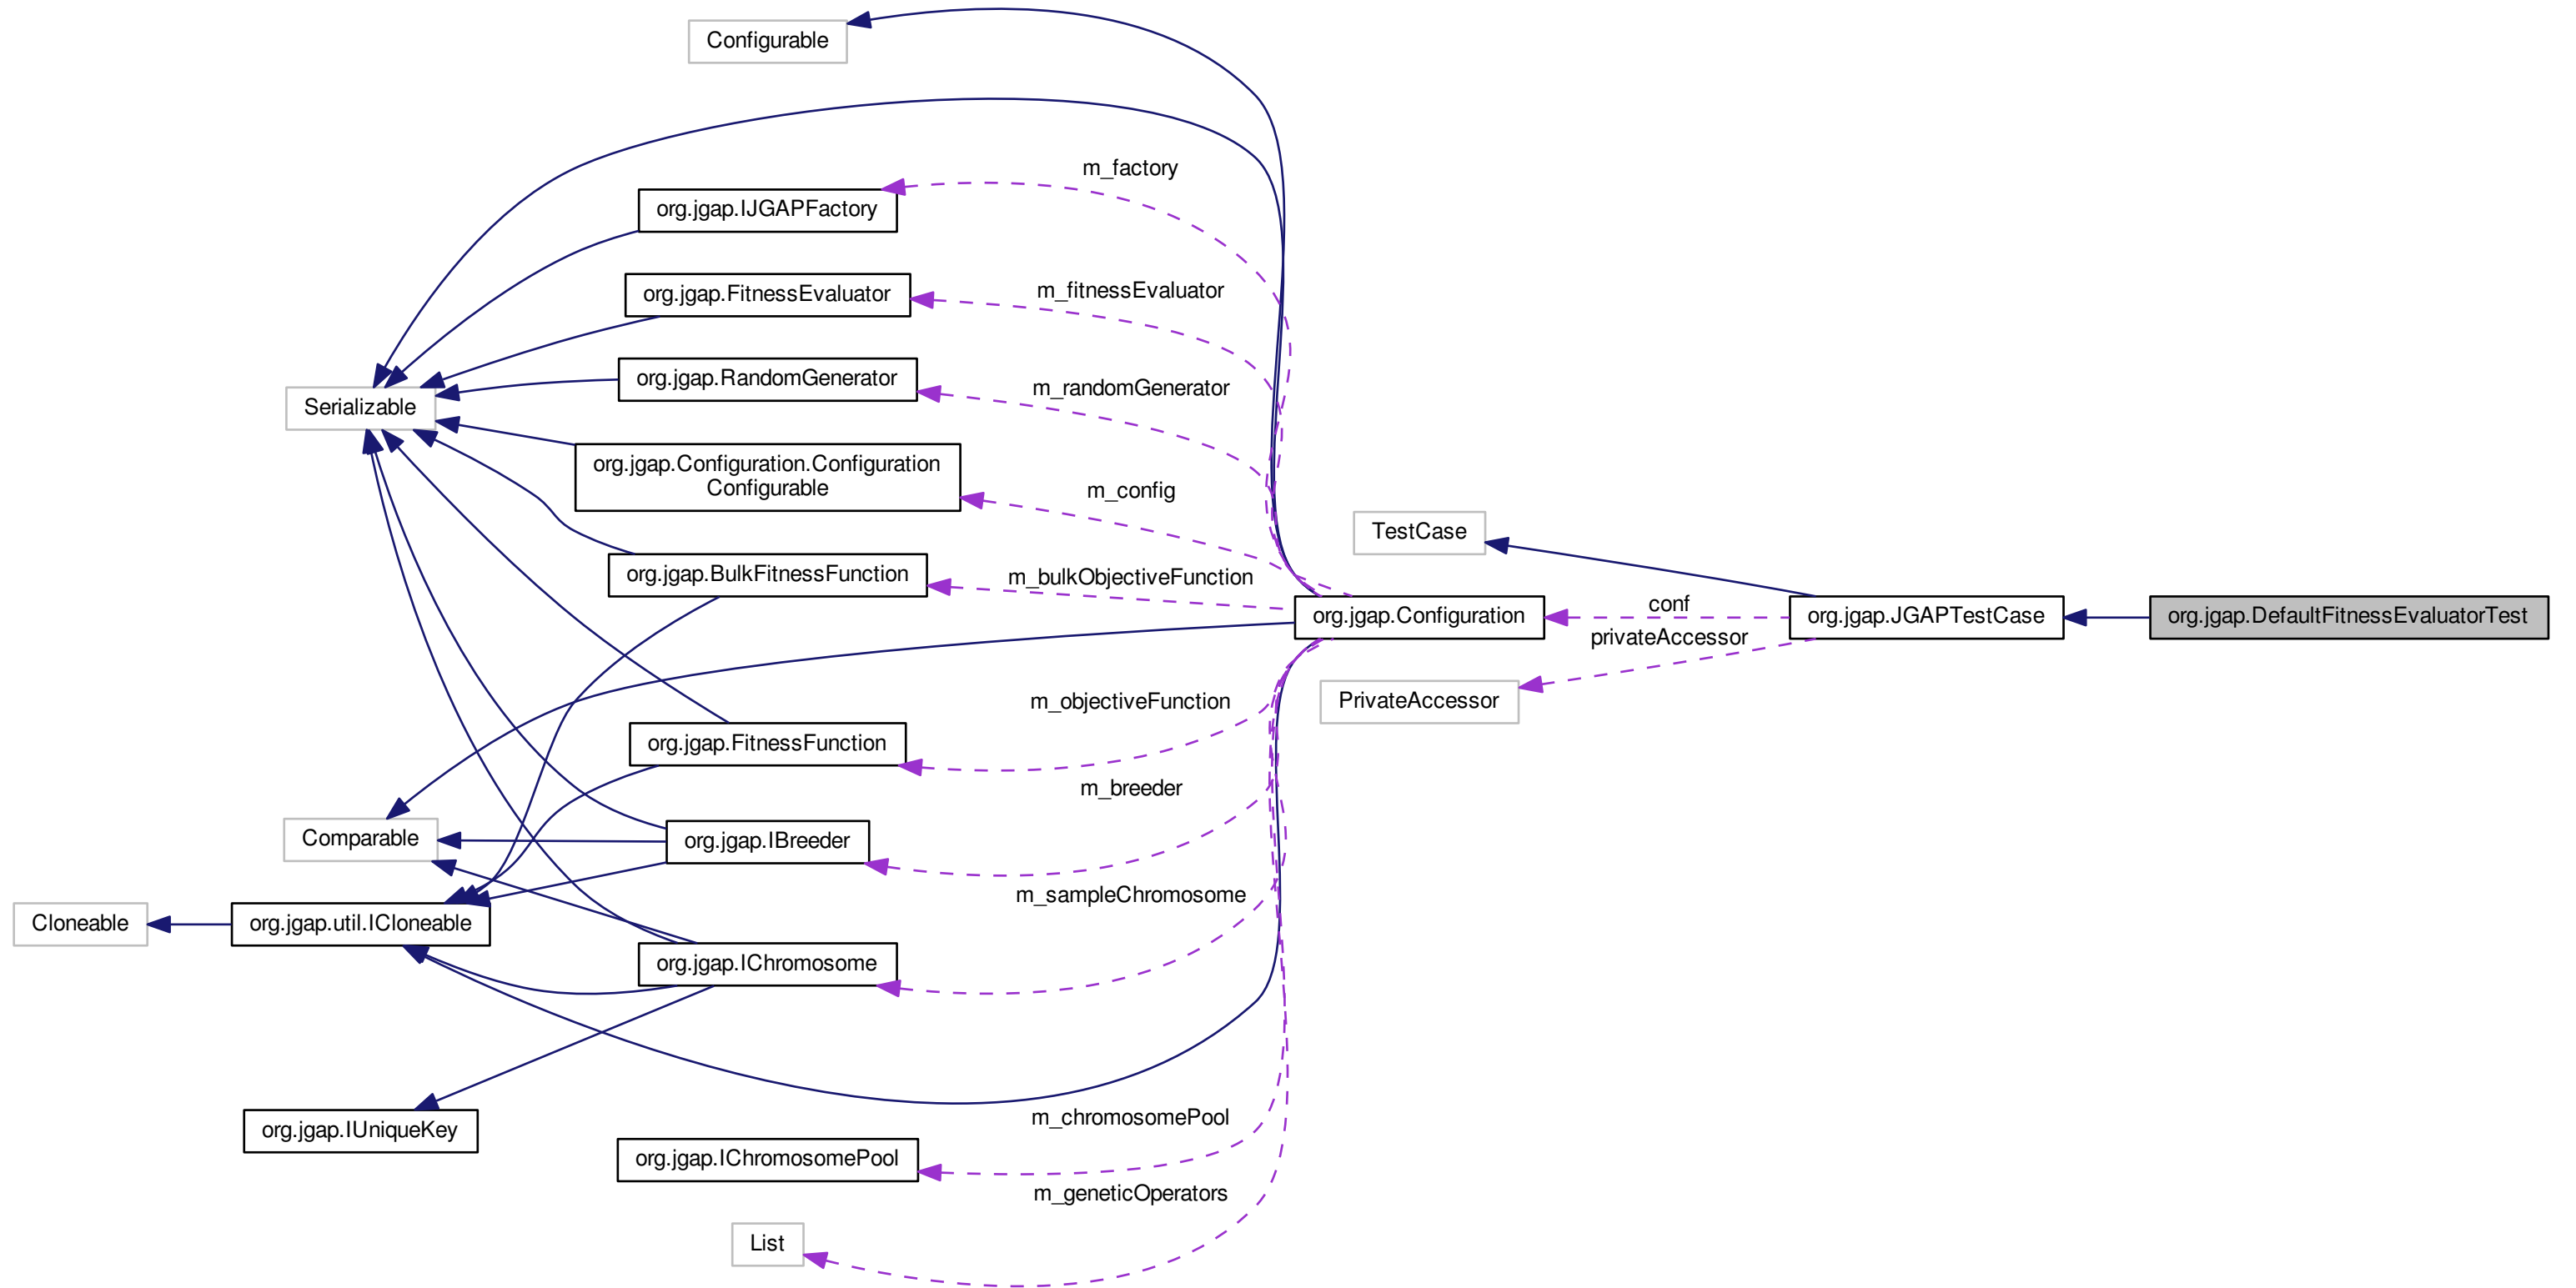 Configurable
m_factory
org.jgap.IJGAPFactory
m_fitnessEvaluator
org.jgap.FitnessEvaluator
m_randomGenerator
org.jgap.RandomGenerator
Serializable
org.jgap.Configuration.Configuration
Configurable
m_config
TestCase
org.jgap.BulkFitnessFunction
m_bulkObjectiveFunction
org.jgap.Configuration
conf
org.jgap.JGAPTestCase
org.jgap.DefaultFitnessEvaluatorTest
privateAccessor
PrivateAccessor
m_objectiveFunction
org.jgap.FitnessFunction
m_breeder
Comparable
org.jgap.IBreeder
m_sampleChromosome
Cloneable
org.jgap.util.ICloneable
org.jgap.IChromosome
org.jgap.IUniqueKey
m_chromosomePool
org.jgap.IChromosomePool
m_geneticOperators
List